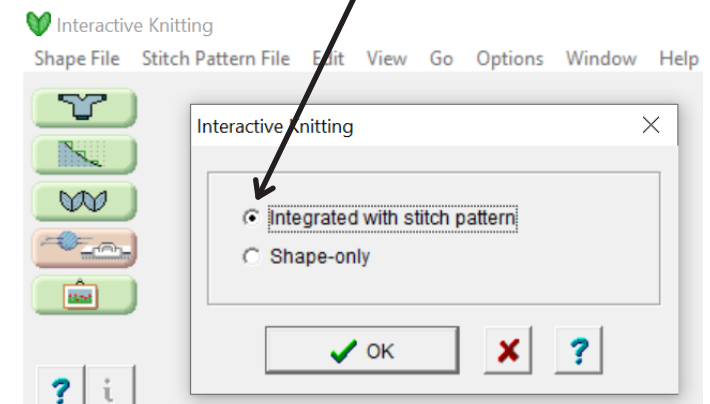 Interactive Knitting
Shape File Stitch Pattern File Edit View Go Options Window Help
Interactive Knitting
Integrated with stitch pattern
Shape-only
OK
?
? i